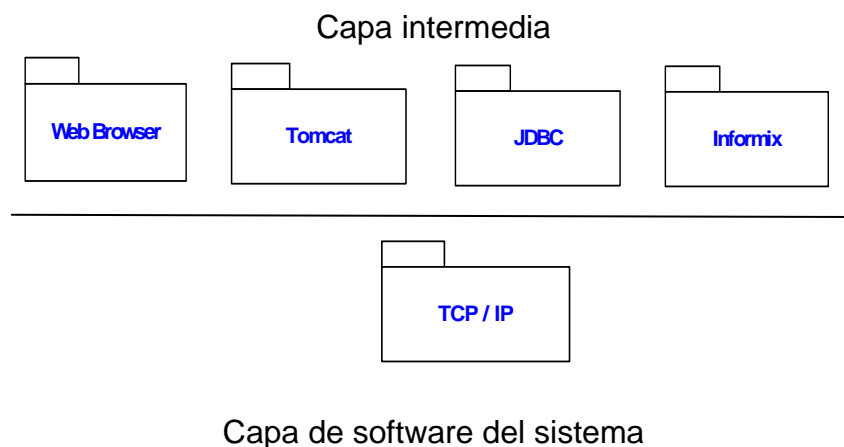 Capa intermedia
Web Browser
Tomcat
JDBC
Informix
TCP / IP
Capa de software del sistema